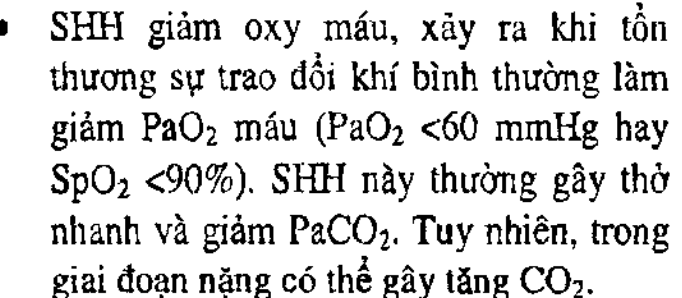 • SHH giảm oxy máu, xảy ra khi tổn
thương sự trao đổi khí bình thường làm
giảm PaO₂ máu (PaO₂ <60 mmHg hay
SpO₂ <90%). SHH này thường gây thở
nhanh và giảm PaCO₂. Tuy nhiên, trong
giai đoạn nặng có thể gây tăng CO₂.